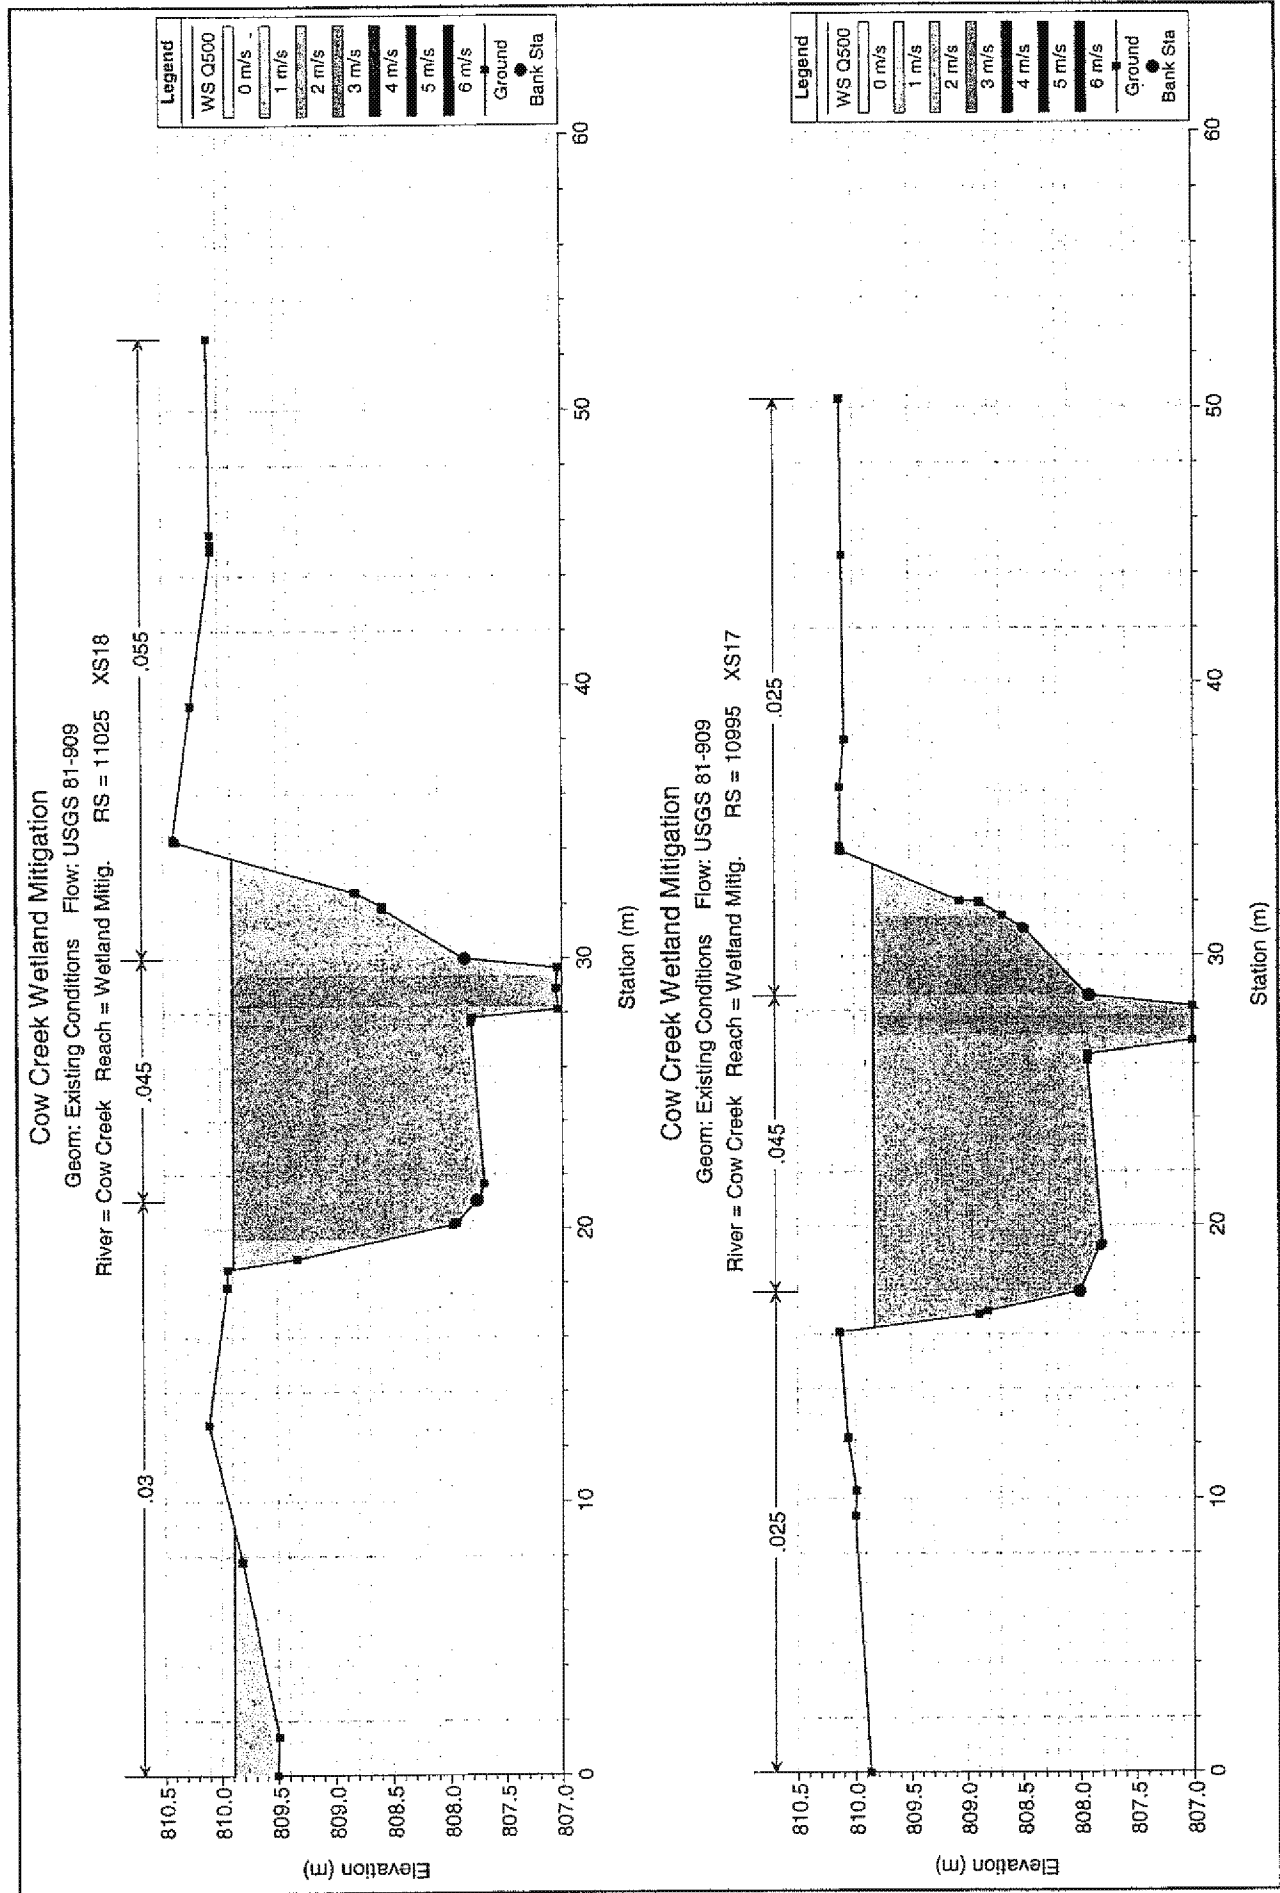 Cow Creek Wetland Mitigation
Geom: Existing Conditions Flow: USGS 81-909
River = Cow Creek Reach = Wetland Mitig. RS = 11025 XS18
.03
.045
.055
Legend
WS Q500
0 m/s
1 m/s
2 m/s
3 m/s
4 m/s
5 m/s
6 m/s
Ground
Bank Sta
810.5
810.0
809.5
809.0
808.5
808.0
807.5
807.0
Elevation (m)
0
10
20
30
40
50
60
Station (m)
Cow Creek Wetland Mitigation
Geom: Existing Conditions Flow: USGS 81-909
River = Cow Creek Reach = Wetland Mitig. RS = 10995 XS17
.025
.045
.025
Legend
WS Q500
0 m/s
1 m/s
2 m/s
3 m/s
4 m/s
5 m/s
6 m/s
Ground
Bank Sta
810.5
810.0
809.5
809.0
808.5
808.0
807.5
807.0
Elevation (m)
0
10
20
30
40
50
60
Station (m)